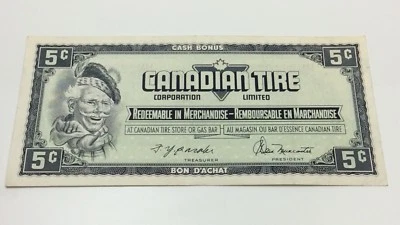 CASH BONUS
5¢ 5¢
CANADIAN TIRE
CORPORATION LIMITED
REDEEMABLE IN MERCHANDISE – REMBOURSABLE EN MARCHANDISE
AT CANADIAN TIRE STORE OR GAS BAR AU MAGASIN OU BAR D'ESSENCE CANADIAN TIRE
TREASURER PRESIDENT
5¢ 5¢
BON D'ACHAT